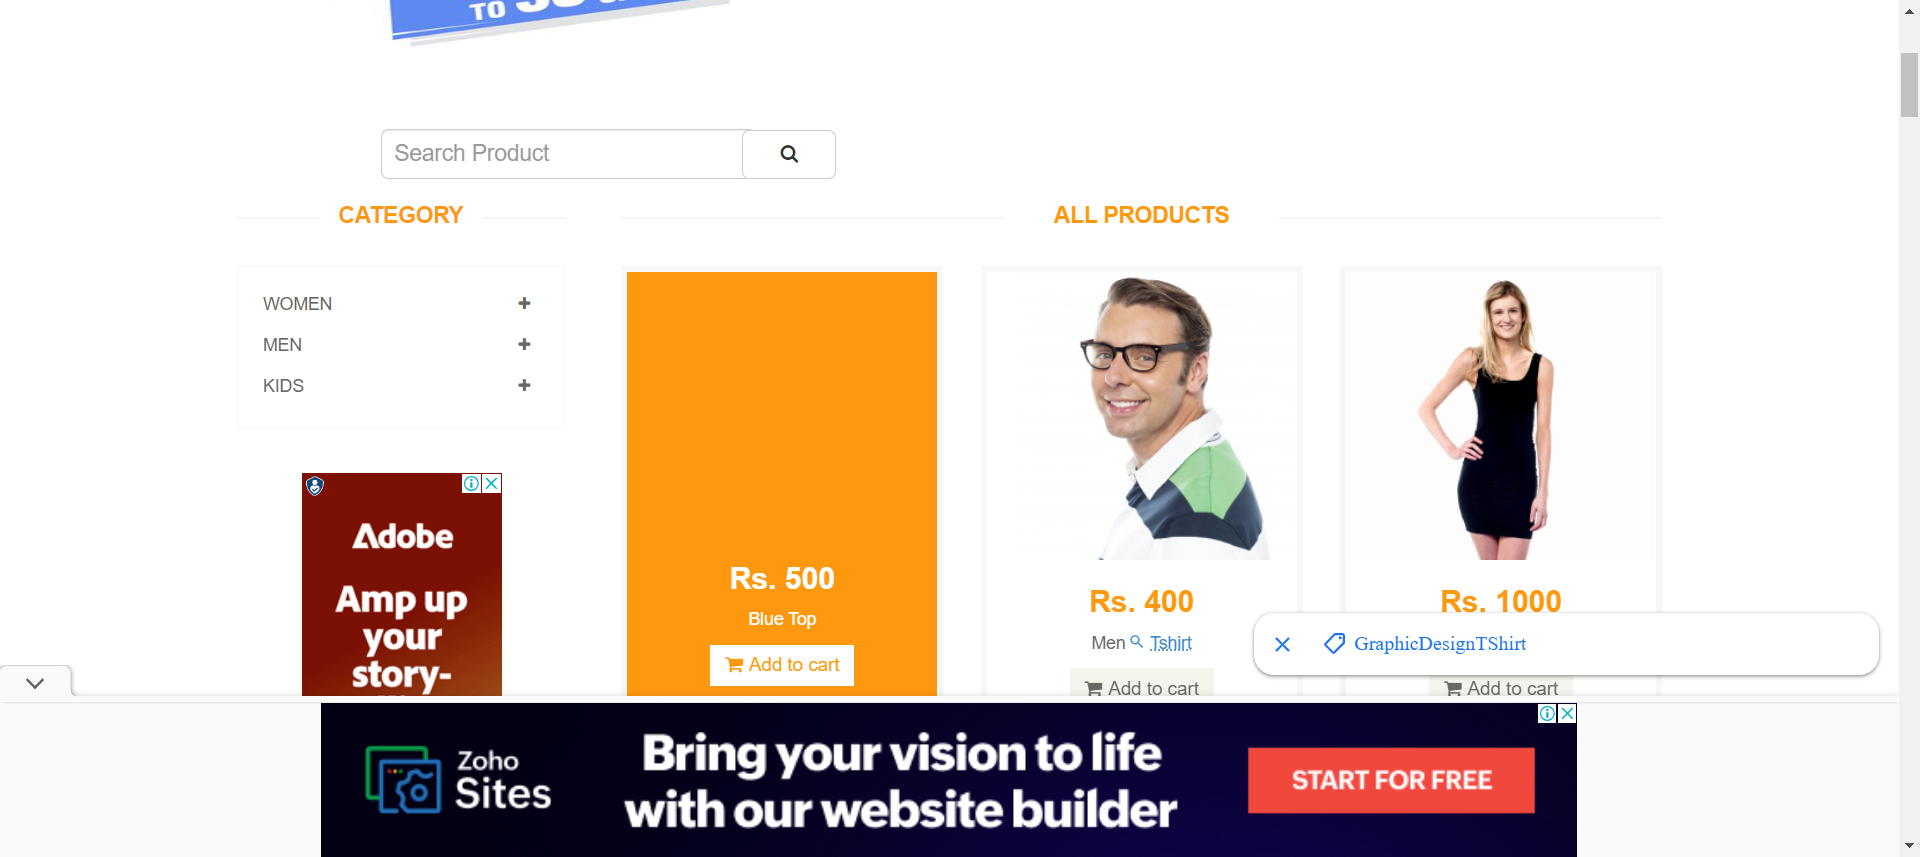 TO
Search Product
CATEGORY
ALL PRODUCTS
WOMEN
MEN
KIDS
Adobe
Amp up
your
story-
Rs. 500
Blue Top
Add to cart
Rs. 400
Men Tshirt
Add to cart
Rs. 1000
GraphicDesignTShirt
Add to cart
Zoho
Sites
Bring your vision to life
with our website builder
START FOR FREE